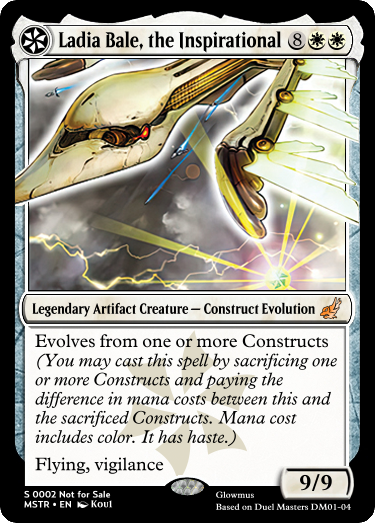 Ladia Bale, the Inspirational 8
Legendary Artifact Creature — Construct Evolution
Evolves from one or more Constructs
(You may cast this spell by sacrificing one
or more Constructs and paying the
difference in mana costs between this and
the sacrificed Constructs. Mana cost
includes color. It has haste.)
Flying, vigilance
9/9
S 0002 Not for Sale
MSTR • EN Koul
Glowmus
Based on Duel Masters DM01-04